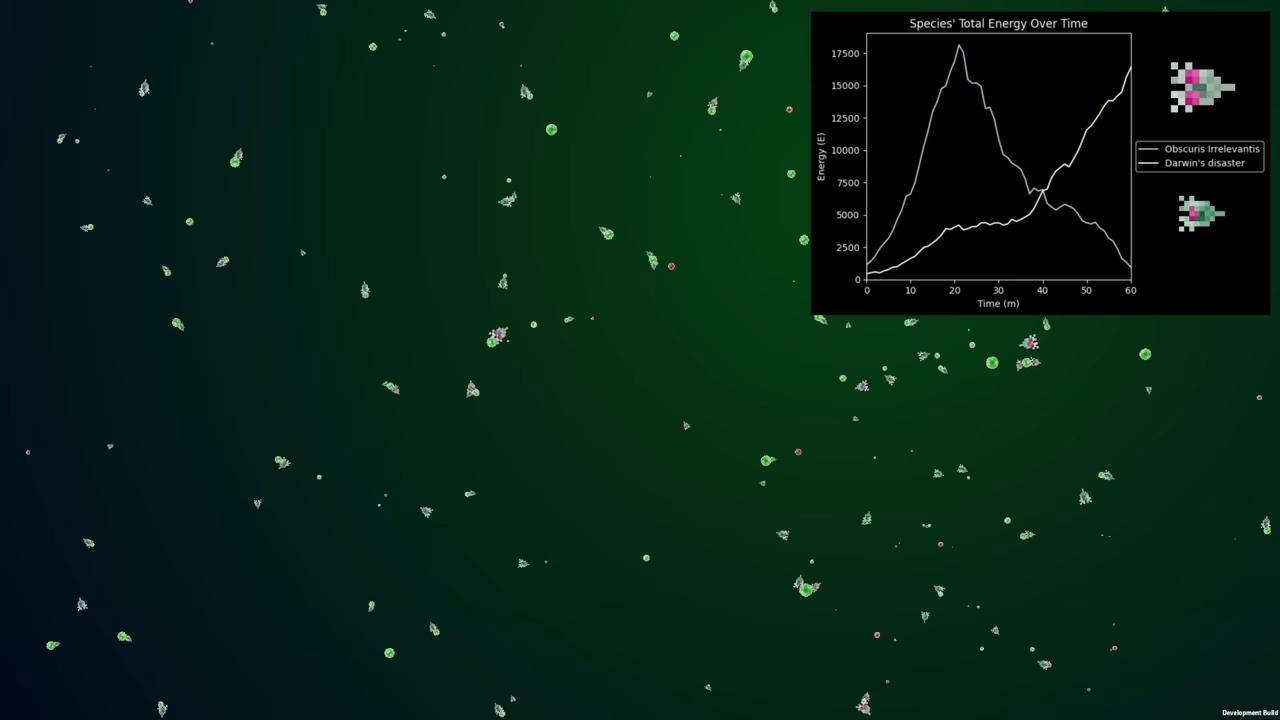 Species' Total Energy Over Time
17500
15000
12500
10000
7500
5000
2500
0
Energy (E)
0 10 20 30 40 50 60
Time (m)
Obscuris Irrelevantis
Darwin's disaster
Development Build